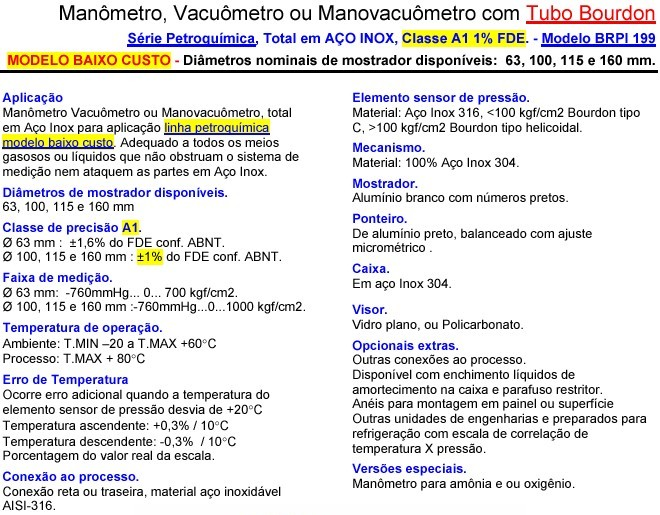 Manômetro, Vacuômetro ou Manovacuômetro com Tubo Bourdon
Série Petroquímica, Total em AÇO INOX, Classe A1 1% FDE. - Modelo BRPI 199
MODELO BAIXO CUSTO - Diâmetros nominais de mostrador disponíveis: 63, 100, 115 e 160 mm.
Aplicação
Manômetro Vacuômetro ou Manovacuômetro, total
em Aço Inox para aplicação linha petroquímica
modelo baixo custo. Adequado a todos os meios
gasosos ou líquidos que não obstruam o sistema de
medição nem ataquem as partes em Aço Inox.
Diâmetros de mostrador disponíveis.
63, 100, 115 e 160 mm
Classe de precisão A1.
Ø 63 mm : ±1,6% do FDE conf. ABNT.
Ø 100, 115 e 160 mm : ±1% do FDE conf. ABNT.
Faixa de medição.
Ø 63 mm: -760mmHg... 0... 700 kgf/cm2.
Ø 100, 115 e 160 mm :-760mmHg...0...1000 kgf/cm2.
Temperatura de operação.
Ambiente: T.MIN –20 a T.MAX +60°C
Processo: T.MAX + 80°C
Erro de Temperatura
Ocorre erro adicional quando a temperatura do
elemento sensor de pressão desvia de +20°C
Temperatura ascendente: +0,3% / 10°C
Temperatura descendente: -0,3% / 10°C
Porcentagem do valor real da escala.
Conexão ao processo.
Conexão reta ou traseira, material aço inoxidável
AISI-316.
Elemento sensor de pressão.
Material: Aço Inox 316, <100 kgf/cm2 Bourdon tipo
C, >100 kgf/cm2 Bourdon tipo helicoidal.
Mecanismo.
Material: 100% Aço Inox 304.
Mostrador.
Alumínio branco com números pretos.
Ponteiro.
De alumínio preto, balanceado com ajuste
micrométrico .
Caixa.
Em aço Inox 304.
Visor.
Vidro plano, ou Policarbonato.
Opcionais extras.
Outras conexões ao processo.
Disponível com enchimento líquidos de
amortecimento na caixa e parafuso restritor.
Anéis para montagem em painel ou superfície
Outras unidades de engenharias e preparados para
refrigeração com escala de correlação de
temperatura X pressão.
Versões especiais.
Manômetro para amônia e ou oxigênio.